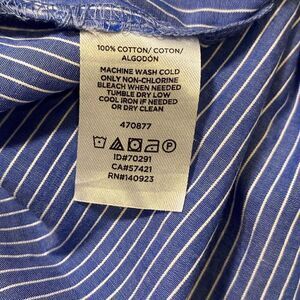 100% COTTON/ COTON/
ALGODÓN
MACHINE WASH COLD
ONLY NON-CHLORINE
BLEACH WHEN NEEDED
TUMBLE DRY LOW
COOL IRON IF NEEDED
OR DRY CLEAN
470877
P
ID#70291
CA#57421
RN#140923